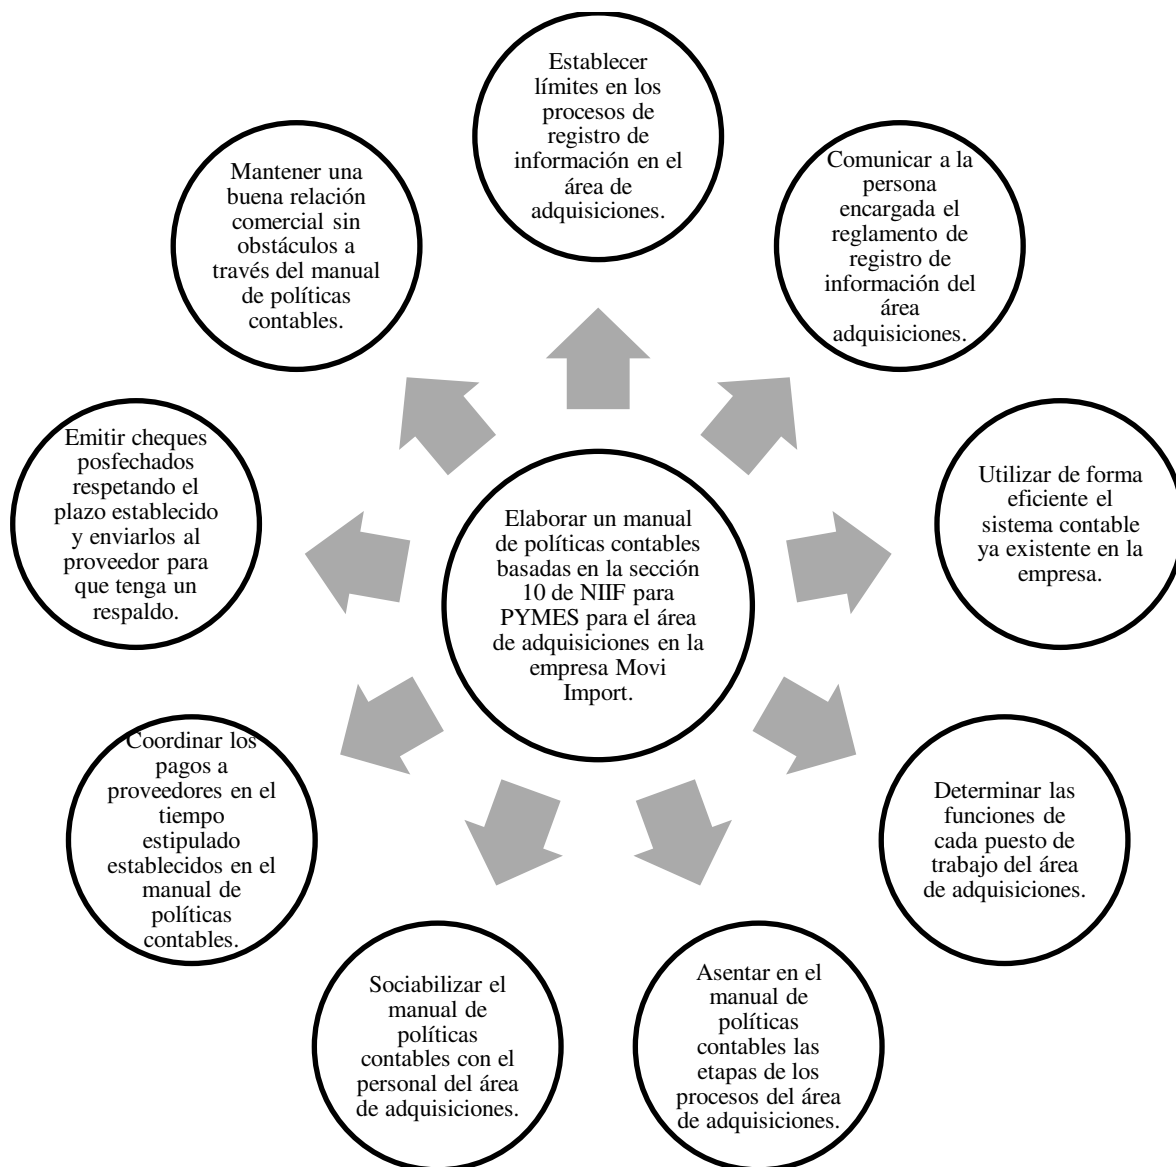 Establecer
límites en los
procesos de
registro de
información en el
área de
adquisiciones.
Comunicar a la
persona
encargada el
reglamento de
registro de
información del
área
adquisiciones.
Utilizar de forma
eficiente el
sistema contable
ya existente en la
empresa.
Determinar las
funciones de
cada puesto de
trabajo del área
de adquisiciones.
Asentar en el
manual de
políticas
contables las
etapas de los
procesos del área
de adquisiciones.
Sociabilizar el
manual de
políticas
contables con el
personal del área
de adquisiciones.
Coordinar los
pagos a
proveedores en el
tiempo
estipulado
establecidos en el
manual de
políticas
contables.
Emitir cheques
posfechados
respetando el
plazo establecido
y enviarlos al
proveedor para
que tenga un
respaldo.
Mantener una
buena relación
comercial sin
obstáculos a
través del manual
de políticas
contables.
Elaborar un manual
de políticas contables
basadas en la sección
10 de NIIF para
PYMES para el área
de adquisiciones en la
empresa Movi
Import.